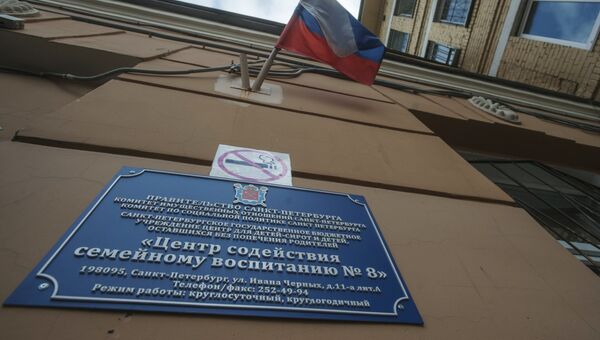 ПРАВИТЕЛЬСТВО САНКТ-ПЕТЕРБУРГА
КОМИТЕТ ИМУЩЕСТВЕННЫХ ОТНОШЕНИЙ САНКТ-ПЕТЕРБУРГА
КОМИТЕТ ПО СОЦИАЛЬНОЙ ПОЛИТИКЕ САНКТ-ПЕТЕРБУРГА
САНКТ-ПЕТЕРБУРГСКОЕ ГОСУДАРСТВЕННОЕ БЮДЖЕТНОЕ
УЧРЕЖДЕНИЕ ЦЕНТР ДЛЯ ДЕТЕЙ-СИРОТ И ДЕТЕЙ,
ОСТАВШИХСЯ БЕЗ ПОПЕЧЕНИЯ РОДИТЕЛЕЙ
«Центр содействия
семейному воспитанию № 8»
198095, Санкт-Петербург, ул. Ивана Черных, д.11-а лит.А
Телефон/факс: 252-49-94
Режим работы: круглосуточный, круглогодичный